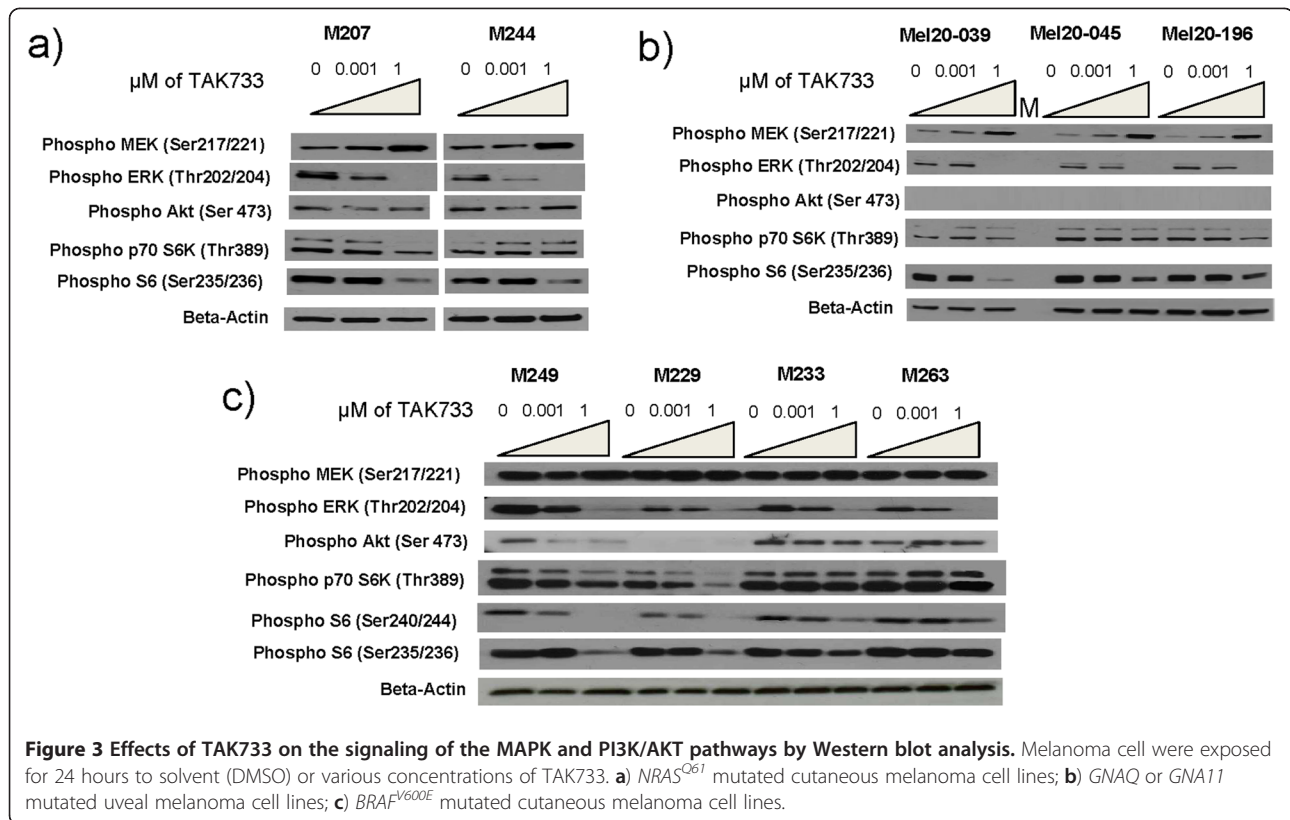 a)
M207 M244
µM of TAK733
0 0.001 1 0 0.001 1
Phospho MEK (Ser217/221)
Phospho ERK (Thr202/204)
Phospho Akt (Ser 473)
Phospho p70 S6K (Thr389)
Phospho S6 (Ser235/236)
Beta-Actin
b)
Mel20-039 Mel20-045 Mel20-196
µM of TAK733
0 0.001 1 M 0 0.001 1 0 0.001 1
Phospho MEK (Ser217/221)
Phospho ERK (Thr202/204)
Phospho Akt (Ser 473)
Phospho p70 S6K (Thr389)
Phospho S6 (Ser235/236)
Beta-Actin
c)
M249 M229 M233 M263
µM of TAK733
0 0.001 1 0 0.001 1 0 0.001 1 0 0.001 1
Phospho MEK (Ser217/221)
Phospho ERK (Thr202/204)
Phospho Akt (Ser 473)
Phospho p70 S6K (Thr389)
Phospho S6 (Ser240/244)
Phospho S6 (Ser235/236)
Beta-Actin
Figure 3 Effects of TAK733 on the signaling of the MAPK and PI3K/AKT pathways by Western blot analysis. Melanoma cell were exposed
for 24 hours to solvent (DMSO) or various concentrations of TAK733. a) NRAS^Q61 mutated cutaneous melanoma cell lines; b) GNAQ or GNA11
mutated uveal melanoma cell lines; c) BRAF^V600E mutated cutaneous melanoma cell lines.